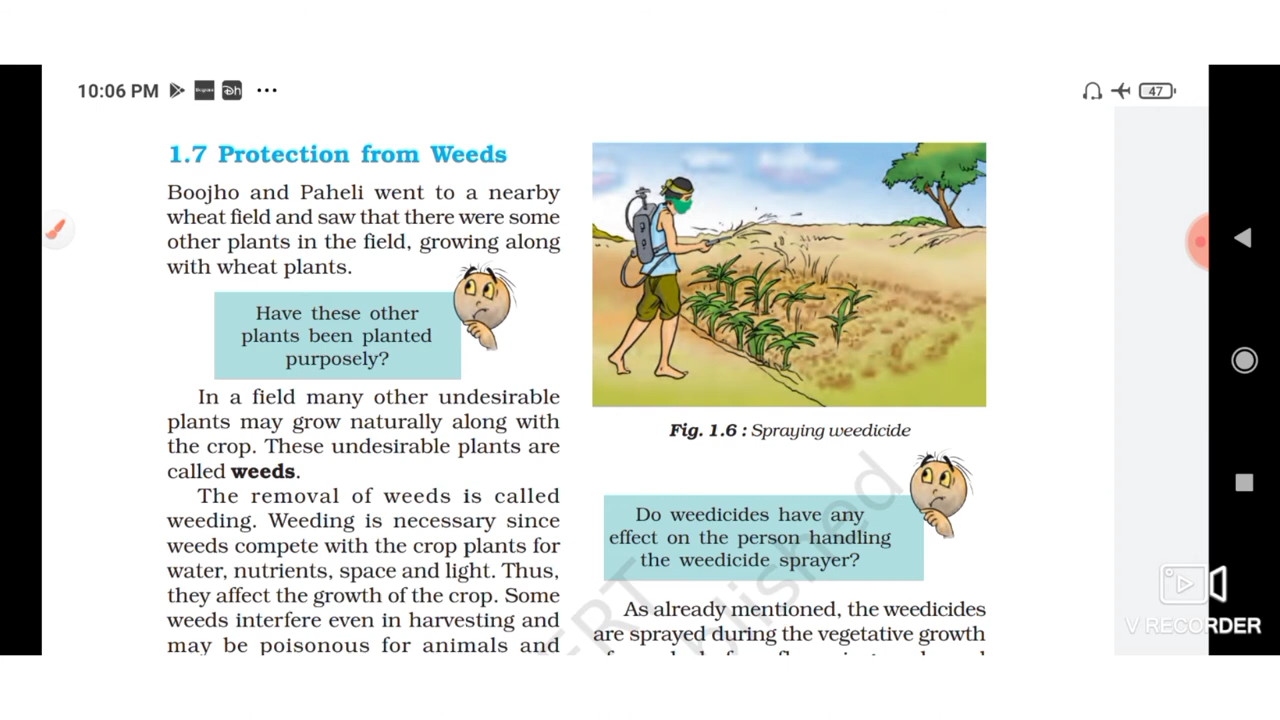 10:06 PM
47
1.7 Protection from Weeds
Boojho and Paheli went to a nearby
wheat field and saw that there were some
other plants in the field, growing along
with wheat plants.
Have these other
plants been planted
purposely?
In a field many other undesirable
plants may grow naturally along with
the crop. These undesirable plants are
called weeds.
The removal of weeds is called
weeding. Weeding is necessary since
weeds compete with the crop plants for
water, nutrients, space and light. Thus,
they affect the growth of the crop. Some
weeds interfere even in harvesting and
may be poisonous for animals and
Fig. 1.6 : Spraying weedicide
Do weedicides have any
effect on the person handling
the weedicide sprayer?
As already mentioned, the weedicides
are sprayed during the vegetative growth
V RECORDER